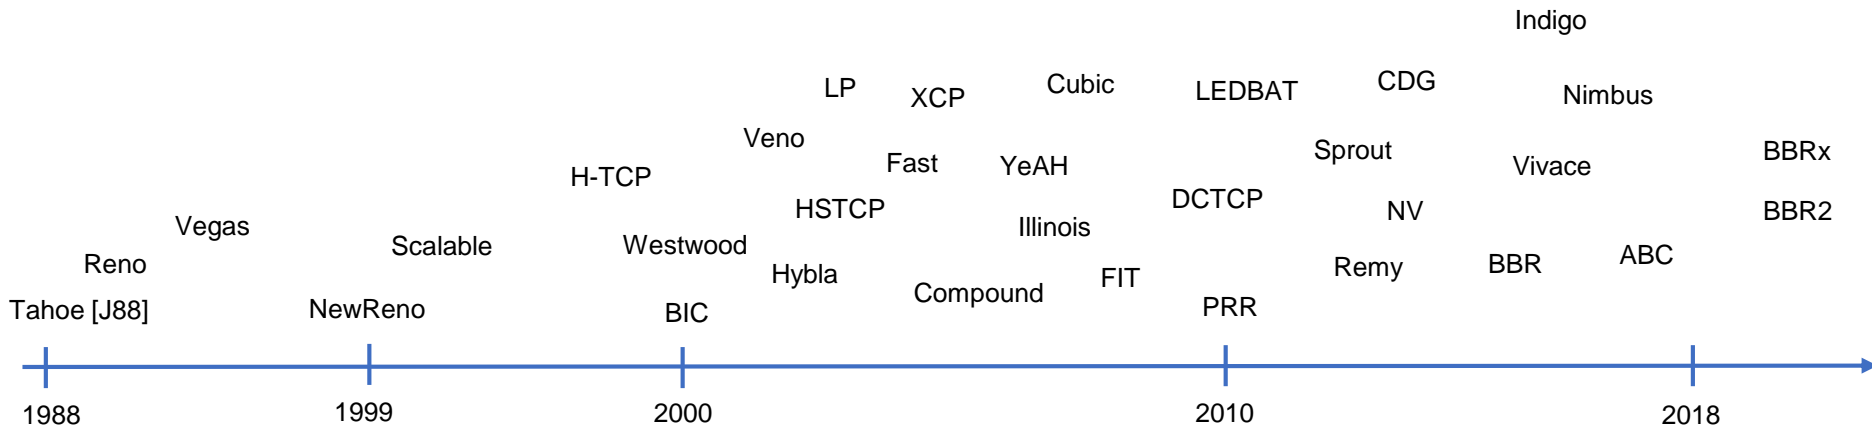 Indigo
LP
XCP
Cubic
LEDBAT
CDG
Nimbus
Veno
Fast
YeAH
Sprout
Vivace
BBRx
H-TCP
HSTCP
DCTCP
NV
BBR2
Vegas
Scalable
Westwood
Illinois
Reno
Hybla
FIT
Remy
BBR
ABC
Tahoe [J88]
NewReno
BIC
Compound
PRR
1988
1999
2000
2010
2018